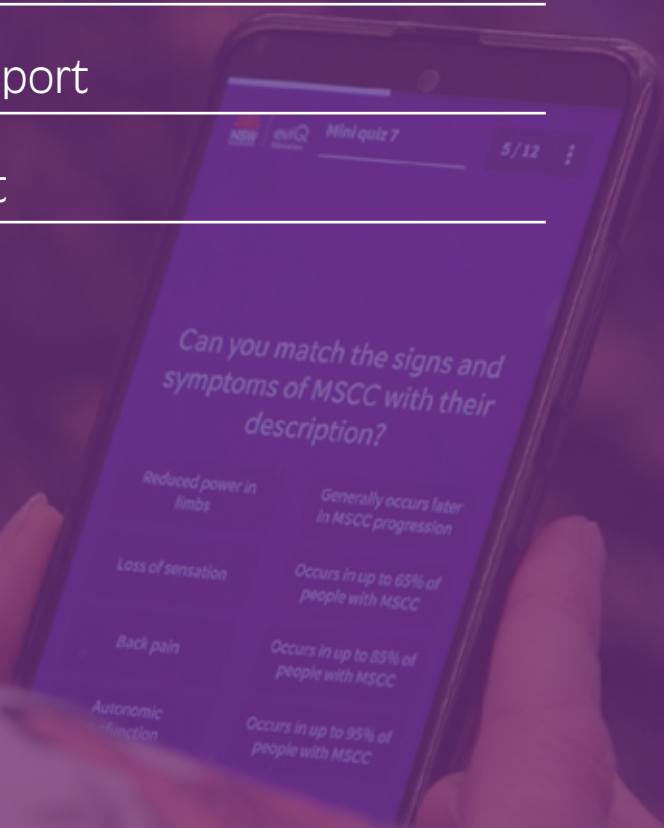 port
t
NSW eviQ Mini quiz 7 5/12
Education
Can you match the signs and
symptoms of MSCC with their
description?
Reduced power in
limbs
Generally occurs later
in MSCC progression
Loss of sensation
Occurs in up to 65% of
people with MSCC
Back pain
Occurs in up to 85% of
people with MSCC
Autonomic
Occurs in up to 95% of
people with MSCC